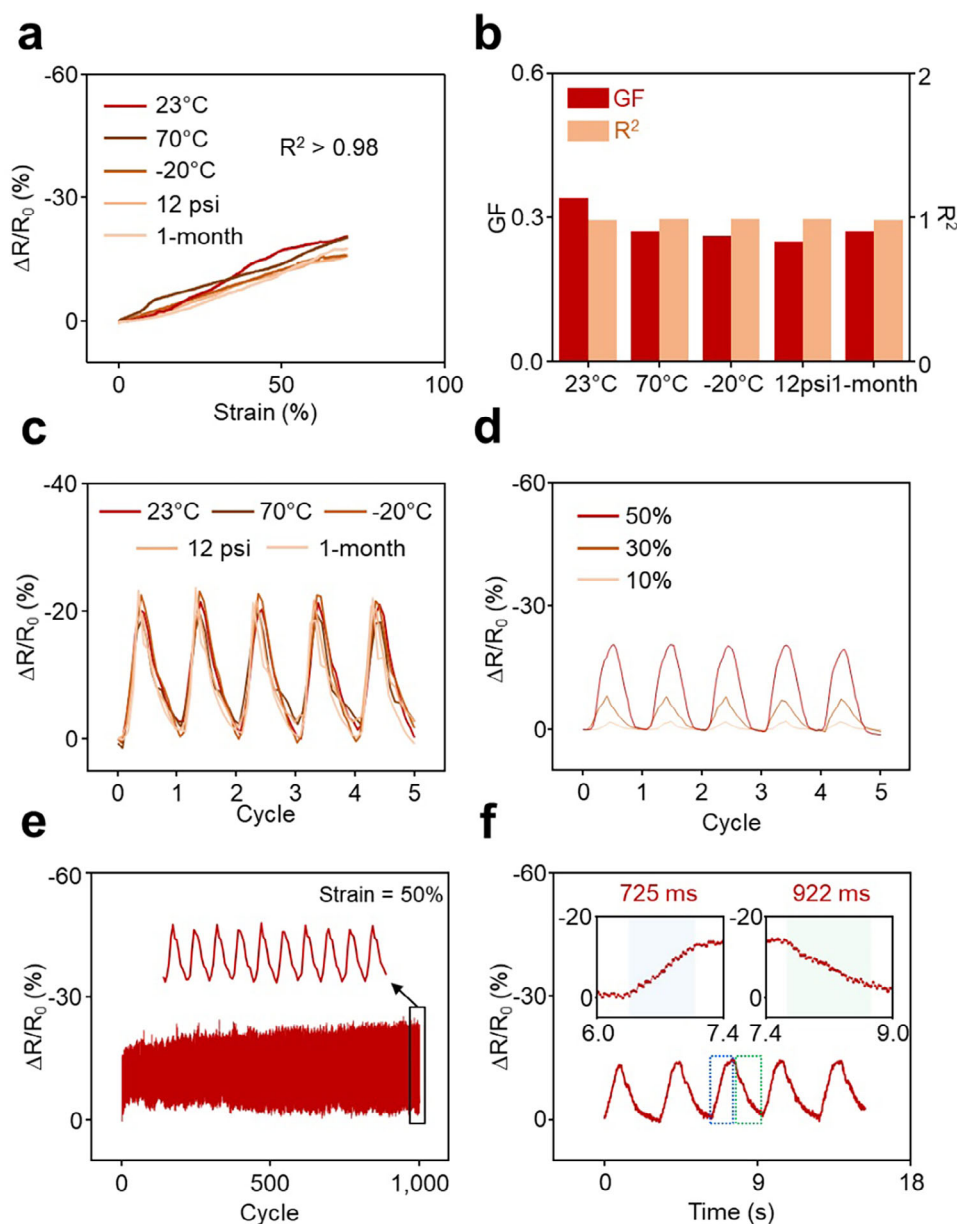 a
-60
-30
0
ΔR/R0 (%)
23°C
70°C
-20°C
12 psi
1-month
R2 > 0.98
0
50
100
Strain (%)
b
0.6
0.3
0.0
GF
GF
R2
2
1
0
R2
23°C
70°C
-20°C
12psi
1-month
c
-40
-20
0
ΔR/R0 (%)
23°C
70°C
-20°C
12 psi
1-month
0
1
2
3
4
5
Cycle
d
-60
-30
0
ΔR/R0 (%)
50%
30%
10%
0
1
2
3
4
5
Cycle
e
-60
-30
0
ΔR/R0 (%)
Strain = 50%
0
500
1,000
Cycle
f
-60
-30
0
ΔR/R0 (%)
725 ms
922 ms
-20
0
6.0
7.4
-20
0
7.4
9.0
0
9
18
Time (s)